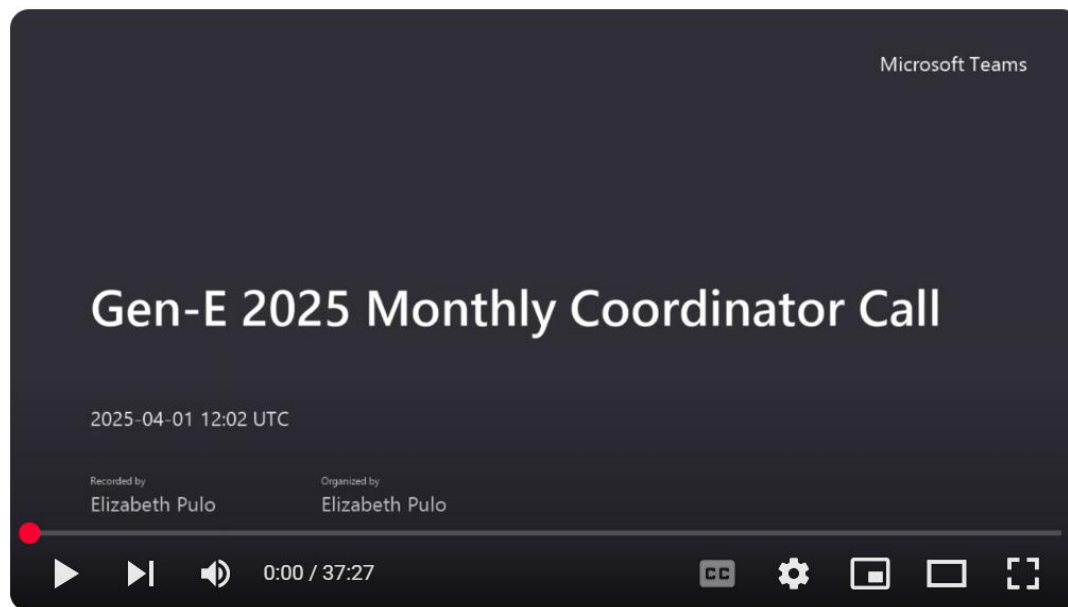 Microsoft Teams
Gen-E 2025 Monthly Coordinator Call
2025-04-01 12:02 UTC
Recorded by Organized by
Elizabeth Pulo Elizabeth Pulo
0:00 / 37:27 CC